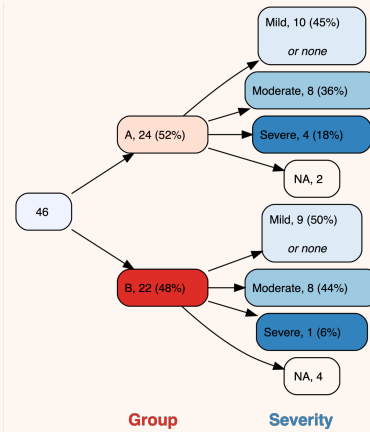 Mild, 10 (45%)
or none
Moderate, 8 (36%)
A, 24 (52%)
Severe, 4 (18%)
NA, 2
46
Mild, 9 (50%)
or none
B, 22 (48%)
Moderate, 8 (44%)
Severe, 1 (6%)
NA, 4
Group
Severity